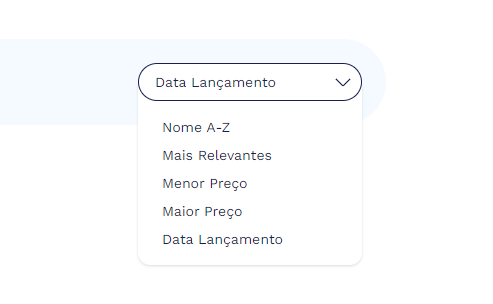 Data Lançamento
Nome A-Z
Mais Relevantes
Menor Preço
Maior Preço
Data Lançamento